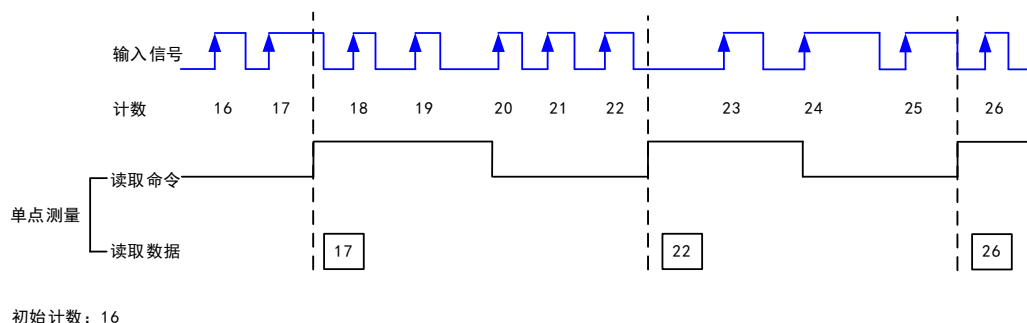 输入信号
计数 16 17 18 19 20 21 22 23 24 25 26
读取命令
单点测量
读取数据 17 22 26
初始计数：16